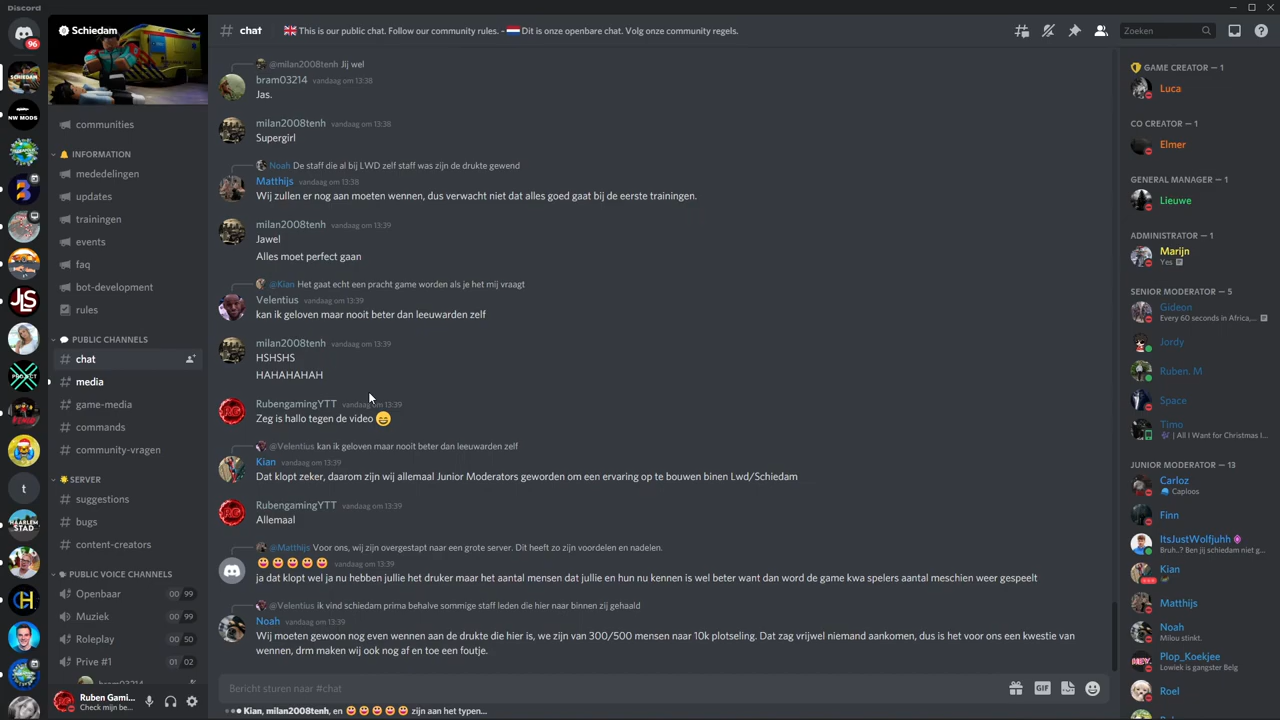 Discord
96
Schiedam
chat
🇬🇧 This is our public chat. Follow our community rules. - 🇳🇱 Dit is onze openbare chat. Volg onze community regels.
Zoeken
SCHIEDAM
NW MODS
JLS
PROJECT
t
HAARLEM STAD
communities
INFORMATION
mededelingen
updates
trainingen
events
faq
bot-development
rules
PUBLIC CHANNELS
chat
media
game-media
commands
community-vragen
SERVER
suggestions
bugs
content-creators
PUBLIC VOICE CHANNELS
Openbaar 00 99
Muziek 00 99
Roleplay 00 50
Prive #1 01 02
bram03214
Ruben Gami...
Check mijn be...
@milan2008tenh Jij wel
bram03214 vandaag om 13:38
Jas.
milan2008tenh vandaag om 13:38
Supergirl
Noah De staff die al bij LWD zelf staff was zijn de drukte gewend
Matthijs vandaag om 13:38
Wij zullen er nog aan moeten wennen, dus verwacht niet dat alles goed gaat bij de eerste trainingen.
milan2008tenh vandaag om 13:39
Jawel
Alles moet perfect gaan
@Kian Het gaat echt een pracht game worden als je het mij vraagt
Velentius vandaag om 13:39
kan ik geloven maar nooit beter dan leeuwarden zelf
milan2008tenh vandaag om 13:39
HSHSHS
HAHAHAHAH
RubengamingYTT vandaag om 13:39
Zeg is hallo tegen de video 😄
@Velentius kan ik geloven maar nooit beter dan leeuwarden zelf
Kian vandaag om 13:39
Dat klopt zeker, daarom zijn wij allemaal Junior Moderators geworden om een ervaring op te bouwen binen Lwd/Schiedam
RubengamingYTT vandaag om 13:39
Allemaal
@Matthijs Voor ons, wij zijn overgestapt naar een grote server. Dit heeft zo zijn voordelen en nadelen.
😃 😃 😃 😃 😃 vandaag om 13:39
ja dat klopt wel ja nu hebben jullie het druker maar het aantal mensen dat jullie en hun nu kennen is wel beter want dan word de game kwa spelers aantal meschien weer gespeelt
@Velentius ik vind schiedam prima behalve sommige staff leden die hier naar binnen zij gehaald
Noah vandaag om 13:39
Wij moeten gewoon nog even wennen aan de drukte die hier is, we zijn van 300/500 mensen naar 10k plotseling. Dat zag vrijwel niemand aankomen, dus is het voor ons een kwestie van
wennen, drm maken wij ook nog af en toe een foutje.
Bericht sturen naar #chat
GIF
Kian, milan2008tenh, en 😃 😃 😃 😃 😃 zijn aan het typen...
GAME CREATOR — 1
Luca
CO CREATOR — 1
Elmer
GENERAL MANAGER — 1
Lieuwe
ADMINISTRATOR — 1
Marijn
Yes
SENIOR MODERATOR — 5
Gideon
Every 60 seconds in Africa,...
Jordy
Ruben. M
Space
Timo
| All I Want for Christmas I...
JUNIOR MODERATOR — 13
Carloz
Caploos
Finn
ItsJustWolfjuhh
Bruh..? Ben jij schiedam niet g...
Kian
Matthijs
Noah
Milou stinkt.
Plop_Koekjee
Lowiek is gangster Belg
Roel